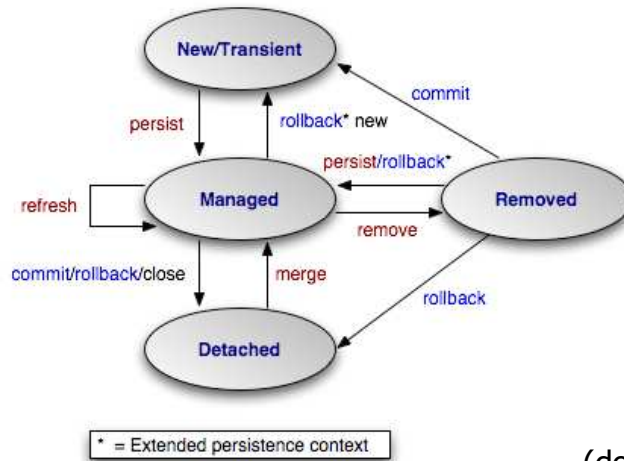 New/Transient
commit
persist
rollback* new
persist/rollback*
refresh
Managed
Removed
remove
commit/rollback/close
merge
rollback
Detached
* = Extended persistence context